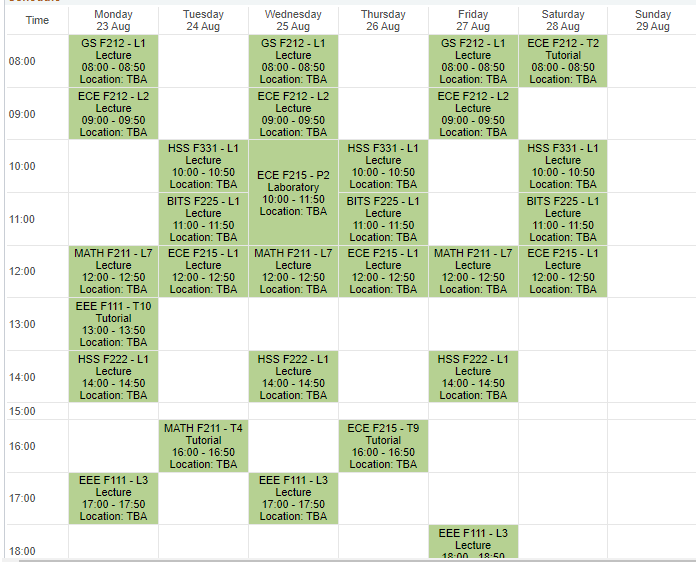 Time
Monday
23 Aug
Tuesday
24 Aug
Wednesday
25 Aug
Thursday
26 Aug
Friday
27 Aug
Saturday
28 Aug
Sunday
29 Aug
08:00
GS F212 - L1
Lecture
08:00 - 08:50
Location: TBA
GS F212 - L1
Lecture
08:00 - 08:50
Location: TBA
GS F212 - L1
Lecture
08:00 - 08:50
Location: TBA
ECE F212 - T2
Tutorial
08:00 - 08:50
Location: TBA
09:00
ECE F212 - L2
Lecture
09:00 - 09:50
Location: TBA
ECE F212 - L2
Lecture
09:00 - 09:50
Location: TBA
ECE F212 - L2
Lecture
09:00 - 09:50
Location: TBA
10:00
HSS F331 - L1
Lecture
10:00 - 10:50
Location: TBA
ECE F215 - P2
Laboratory
10:00 - 11:50
Location: TBA
HSS F331 - L1
Lecture
10:00 - 10:50
Location: TBA
HSS F331 - L1
Lecture
10:00 - 10:50
Location: TBA
11:00
BITS F225 - L1
Lecture
11:00 - 11:50
Location: TBA
BITS F225 - L1
Lecture
11:00 - 11:50
Location: TBA
BITS F225 - L1
Lecture
11:00 - 11:50
Location: TBA
12:00
MATH F211 - L7
Lecture
12:00 - 12:50
Location: TBA
ECE F215 - L1
Lecture
12:00 - 12:50
Location: TBA
MATH F211 - L7
Lecture
12:00 - 12:50
Location: TBA
ECE F215 - L1
Lecture
12:00 - 12:50
Location: TBA
MATH F211 - L7
Lecture
12:00 - 12:50
Location: TBA
ECE F215 - L1
Lecture
12:00 - 12:50
Location: TBA
13:00
EEE F111 - T10
Tutorial
13:00 - 13:50
Location: TBA
14:00
HSS F222 - L1
Lecture
14:00 - 14:50
Location: TBA
HSS F222 - L1
Lecture
14:00 - 14:50
Location: TBA
HSS F222 - L1
Lecture
14:00 - 14:50
Location: TBA
15:00
16:00
MATH F211 - T4
Tutorial
16:00 - 16:50
Location: TBA
ECE F215 - T9
Tutorial
16:00 - 16:50
Location: TBA
17:00
EEE F111 - L3
Lecture
17:00 - 17:50
Location: TBA
EEE F111 - L3
Lecture
17:00 - 17:50
Location: TBA
18:00
EEE F111 - L3
Lecture
18:00 - 18:50